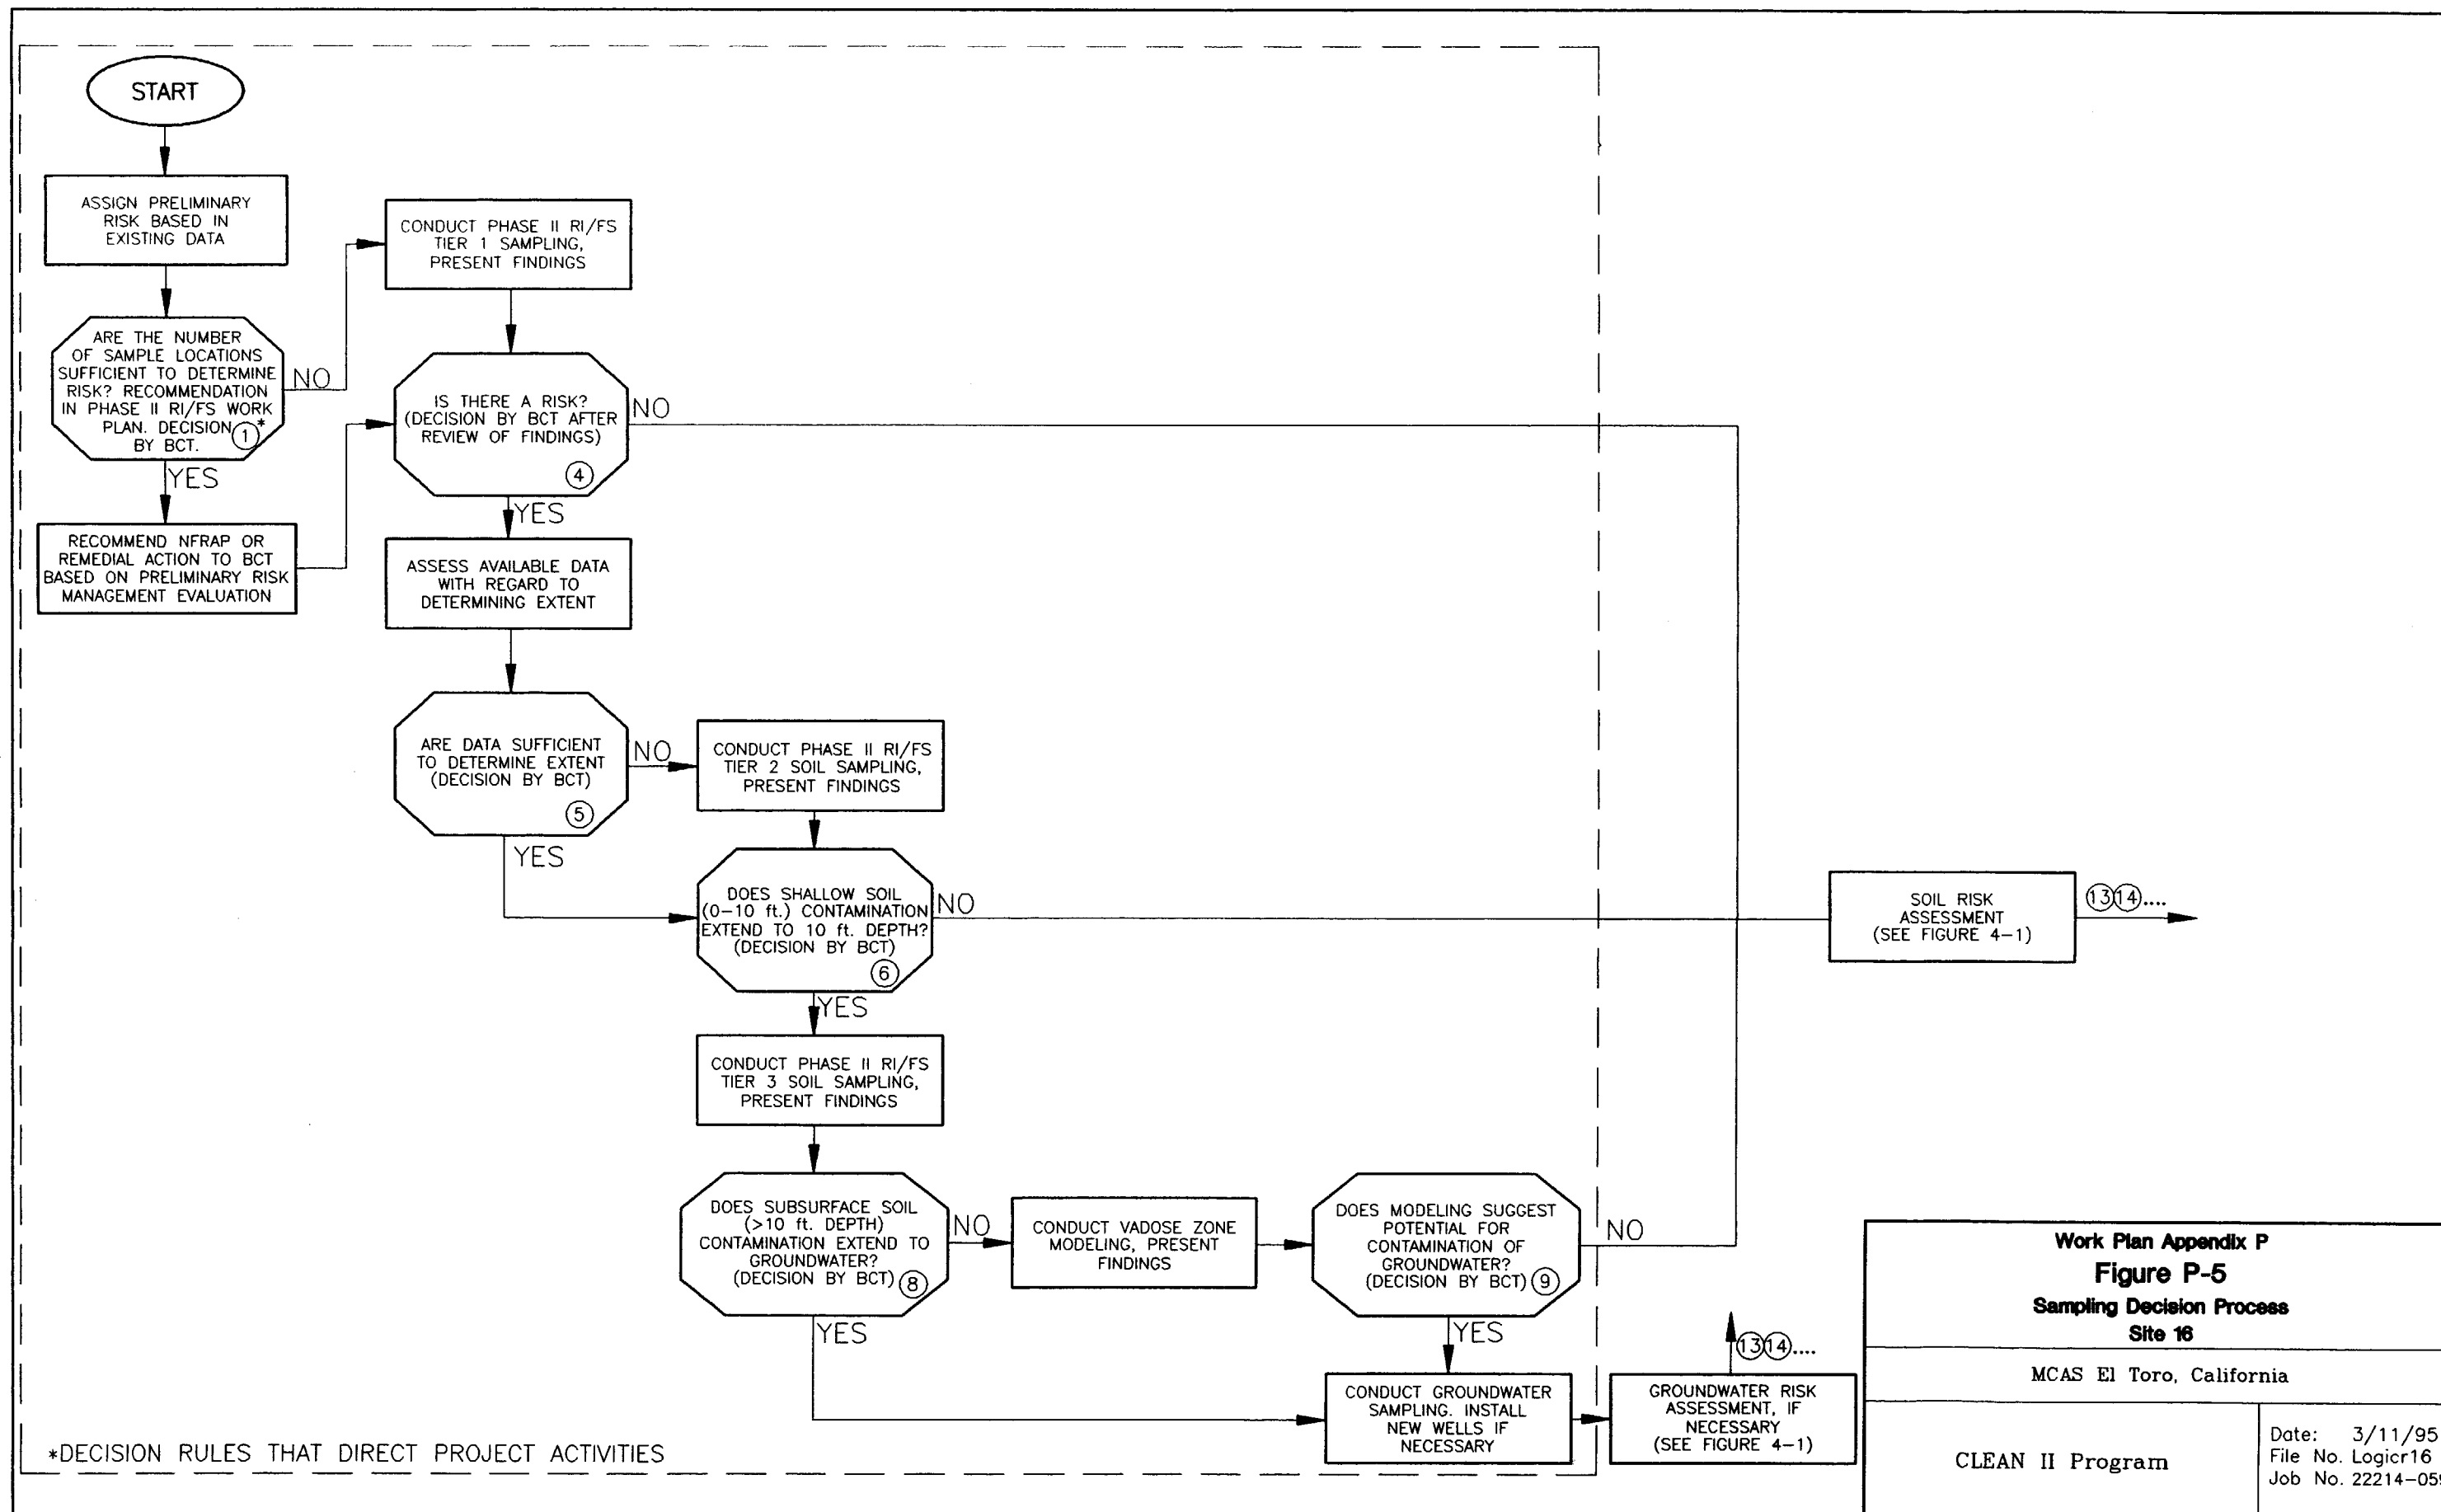 START
ASSIGN PRELIMINARY
RISK BASED IN
EXISTING DATA
ARE THE NUMBER
OF SAMPLE LOCATIONS
SUFFICIENT TO DETERMINE
RISK? RECOMMENDATION
IN PHASE II RI/FS WORK
PLAN. DECISION
BY BCT.
1*
NO
YES
RECOMMEND NFRAP OR
REMEDIAL ACTION TO BCT
BASED ON PRELIMINARY RISK
MANAGEMENT EVALUATION
CONDUCT PHASE II RI/FS
TIER 1 SAMPLING,
PRESENT FINDINGS
IS THERE A RISK?
(DECISION BY BCT AFTER
REVIEW OF FINDINGS)
4
NO
YES
ASSESS AVAILABLE DATA
WITH REGARD TO
DETERMINING EXTENT
ARE DATA SUFFICIENT
TO DETERMINE EXTENT
(DECISION BY BCT)
5
NO
YES
CONDUCT PHASE II RI/FS
TIER 2 SOIL SAMPLING,
PRESENT FINDINGS
DOES SHALLOW SOIL
(0-10 ft.) CONTAMINATION
EXTEND TO 10 ft. DEPTH?
(DECISION BY BCT)
6
NO
YES
SOIL RISK
ASSESSMENT
(SEE FIGURE 4-1)
13 14....
CONDUCT PHASE II RI/FS
TIER 3 SOIL SAMPLING,
PRESENT FINDINGS
DOES SUBSURFACE SOIL
(>10 ft. DEPTH)
CONTAMINATION EXTEND TO
GROUNDWATER?
(DECISION BY BCT)
8
NO
YES
CONDUCT VADOSE ZONE
MODELING, PRESENT
FINDINGS
DOES MODELING SUGGEST
POTENTIAL FOR
CONTAMINATION OF
GROUNDWATER?
(DECISION BY BCT)
9
NO
YES
CONDUCT GROUNDWATER
SAMPLING. INSTALL
NEW WELLS IF
NECESSARY
13 14....
GROUNDWATER RISK
ASSESSMENT, IF
NECESSARY
(SEE FIGURE 4-1)
*DECISION RULES THAT DIRECT PROJECT ACTIVITIES
Work Plan Appendix P
Figure P-5
Sampling Decision Process
Site 16
MCAS El Toro, California
CLEAN II Program
Date: 3/11/95
File No. Logicr16
Job No.